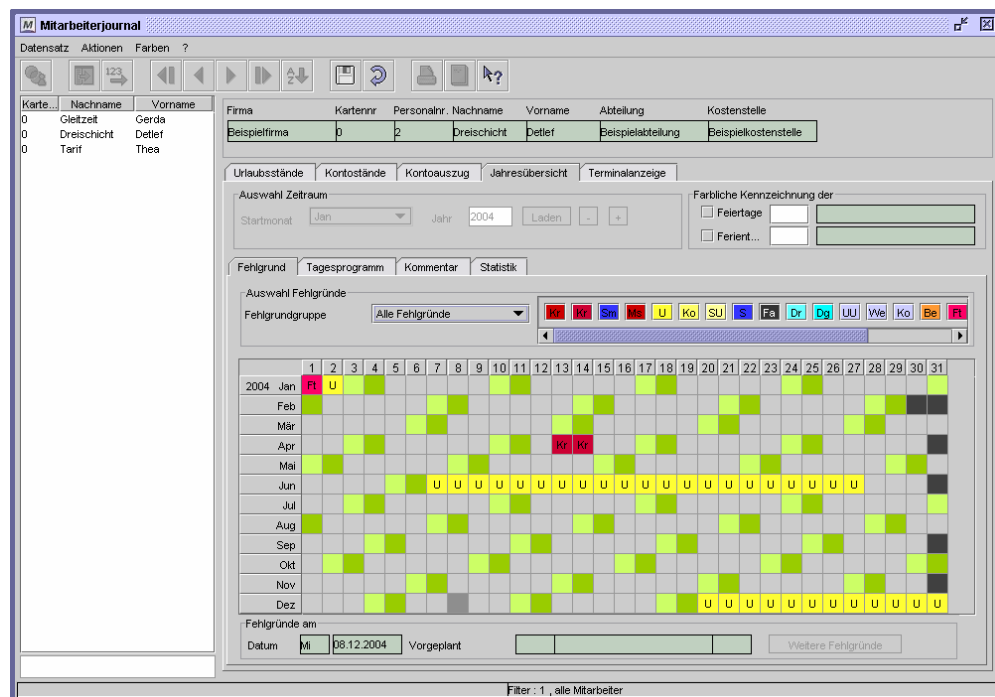 M Mitarbeiterjournal
Datensatz Aktionen Farben ?
123 A Z ?
Karte... Nachname Vorname
0 Gleitzeit Gerda
0 Dreischicht Detlef
0 Tarif Thea
Firma Kartennr Personalnr. Nachname Vorname Abteilung Kostenstelle
Beispielfirma 0 2 Dreischicht Detlef Beispielabteilung Beispielkostenstelle
Urlaubsstände Kontostände Kontoauszug Jahresübersicht Terminalanzeige
Auswahl Zeitraum Farbliche Kennzeichnung der
Startmonat Jan Jahr 2004 Laden - +
Feiertage
Ferient...
Fehlgrund Tagesprogramm Kommentar Statistik
Auswahl Fehlgründe
Fehlgrundgruppe Alle Fehlgründe Kr Kr Sm Ms U Ko SU S Fa Dr Dg UU We Ko Be Ft
1 2 3 4 5 6 7 8 9 10 11 12 13 14 15 16 17 18 19 20 21 22 23 24 25 26 27 28 29 30 31
2004 Jan Ft U
Feb
Mär
Apr Kr Kr
Mai
Jun U U U U U U U U U U U U U U U U U U U U U
Jul
Aug
Sep
Okt
Nov
Dez U U U U U U U U U U U U
Fehlgründe am
Datum Mi 08.12.2004 Vorgeplant Weitere Fehlgründe
Filter : 1 , alle Mitarbeiter